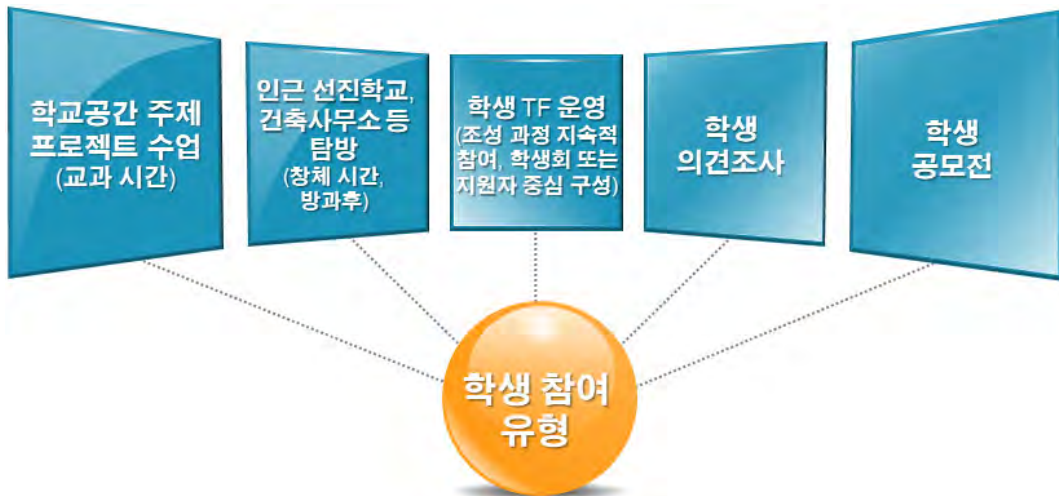 학교공간 주제
프로젝트 수업
(교과 시간)
인근 선진학교,
건축사무소 등
탐방
(창체 시간,
방과후)
학생 TF 운영
(조성 과정 지속적
참여, 학생회 또는
지원자 중심 구성)
학생
의견조사
학생
공모전
학생 참여
유형